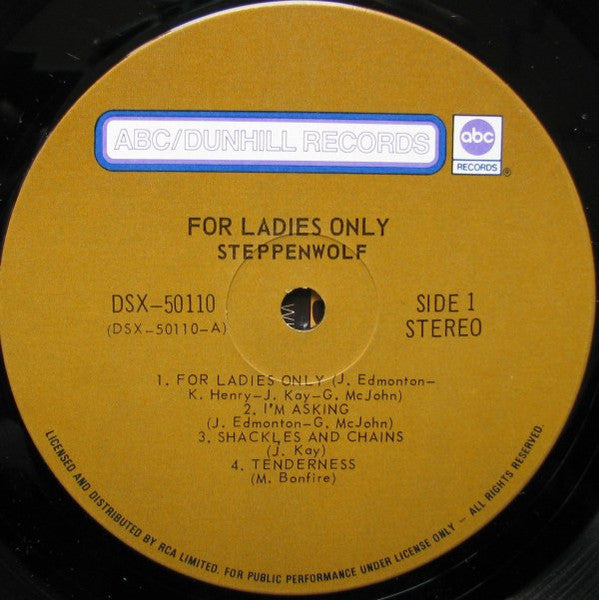 ABC/DUNHILL RECORDS
abc
RECORDS
®
FOR LADIES ONLY
STEPPENWOLF
DSX-50110
(DSX-50110-A)
SIDE 1
STEREO
1. FOR LADIES ONLY (J. Edmonton-
K. Henry-J. Kay-G. McJohn)
2. I'M ASKING
(J. Edmonton-G. McJohn)
3. SHACKLES AND CHAINS
(J. Kay)
4. TENDERNESS
(M. Bonfire)
LICENSED AND DISTRIBUTED BY RCA LIMITED. FOR PUBLIC PERFORMANCE UNDER LICENSE ONLY - ALL RIGHTS RESERVED.